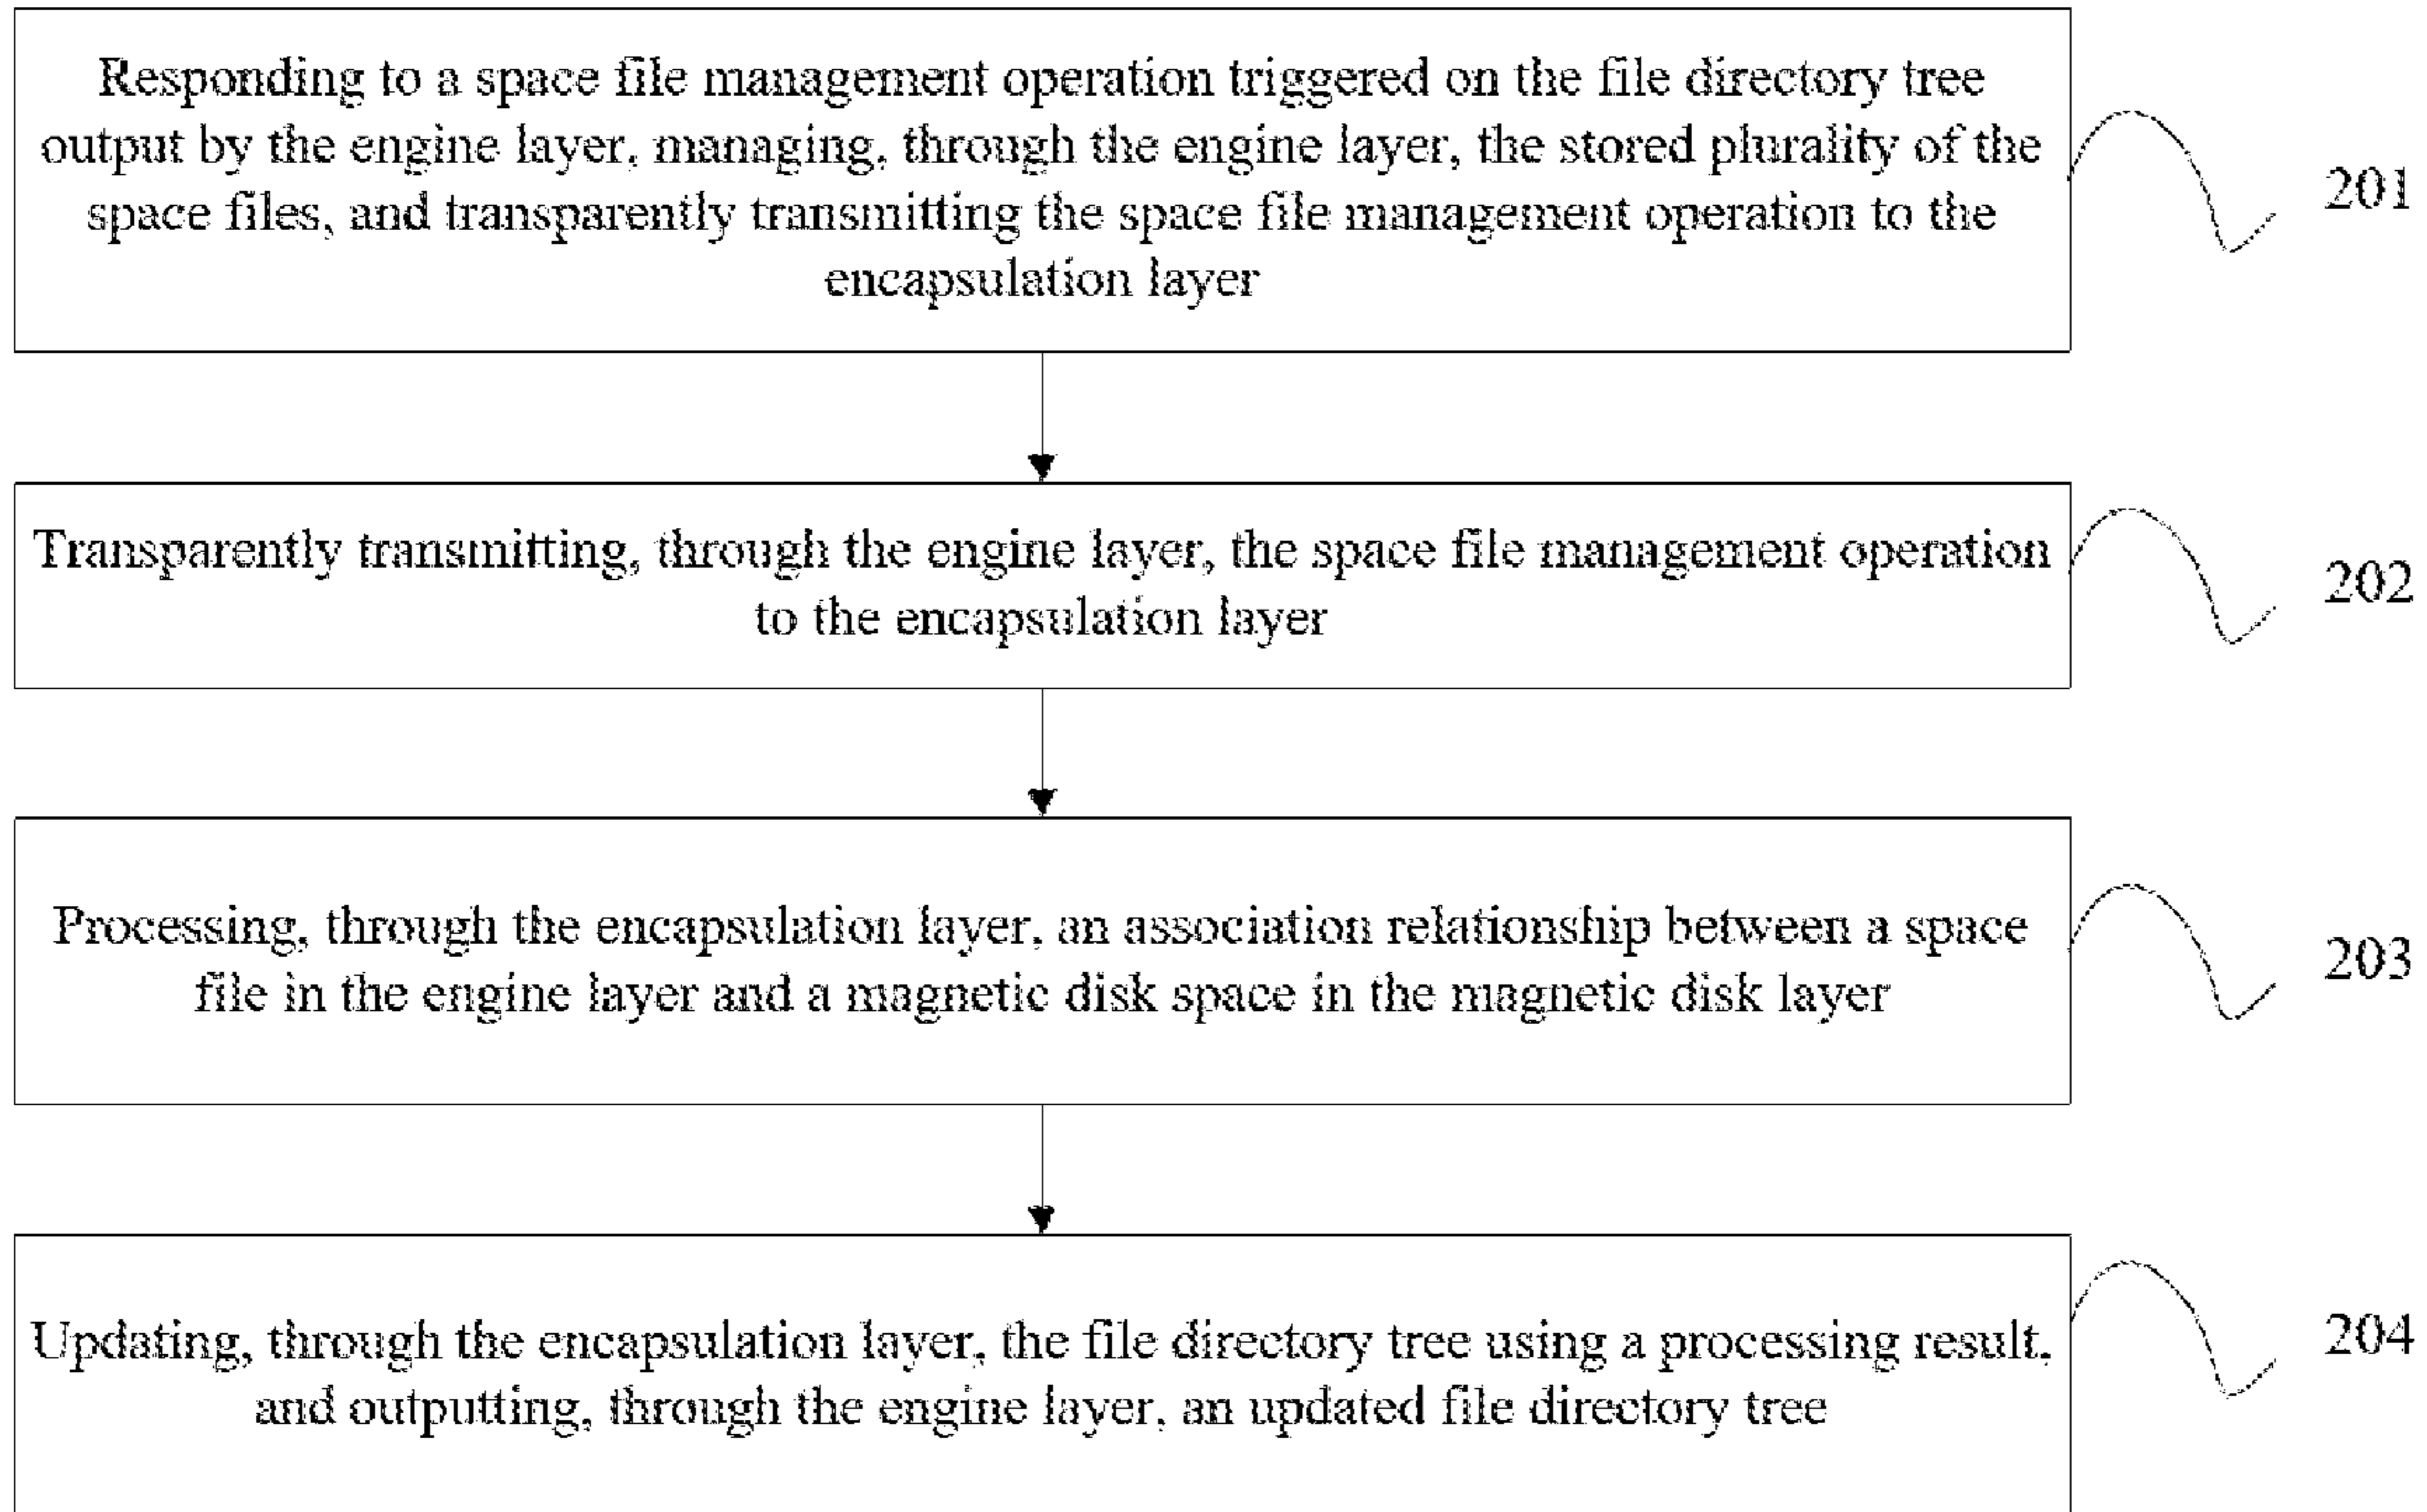 Responding to a space file management operation triggered on the file directory tree
output by the engine layer, managing, through the engine layer, the stored plurality of the
space files, and transparently transmitting the space file management operation to the
encapsulation layer
201
Transparently transmitting, through the engine layer, the space file management operation
to the encapsulation layer
202
Processing, through the encapsulation layer, an association relationship between a space
file in the engine layer and a magnetic disk space in the magnetic disk layer
203
Updating, through the encapsulation layer, the file directory tree using a processing result,
and outputting, through the engine layer, an updated file directory tree
204